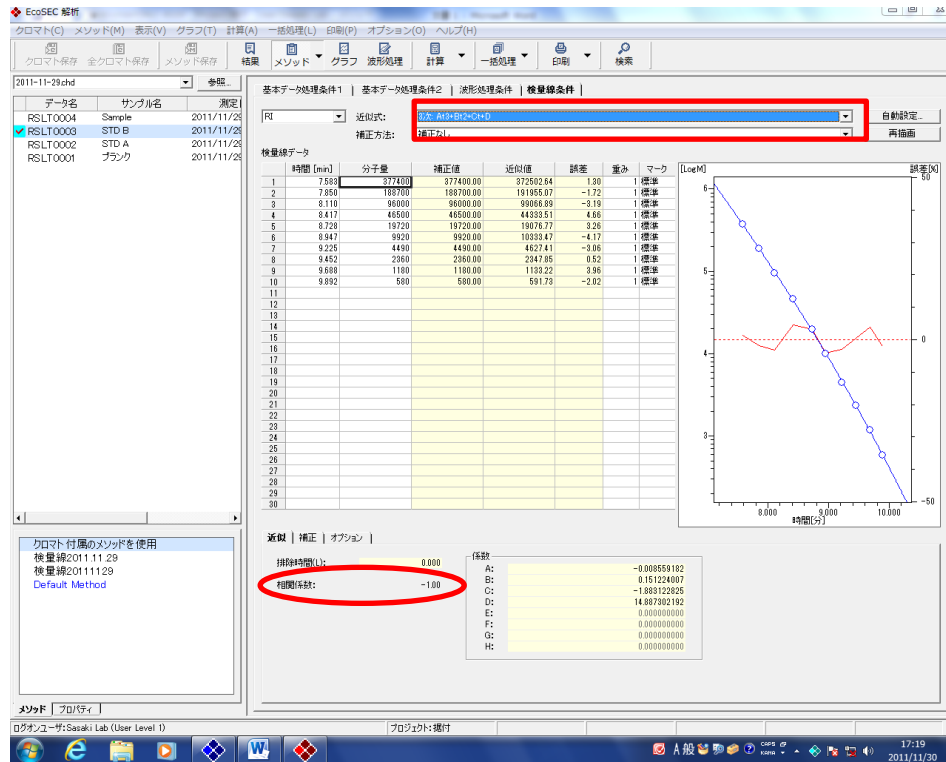 EcoSEC 解析
クロマト(C) メソッド(M) 表示(V) グラフ(T) 計算(A) 一括処理(L) 印刷(P) オプション(O) ヘルプ(H)
クロマト保存 全クロマト保存 メソッド保存 結果 メソッド グラフ 波形処理 計算 一括処理 印刷 検索
2011-11-29.chd 参照...
データ名 サンプル名 測定
RSLT0004 Sample 2011/11/29
RSLT0003 STD B 2011/11/29
RSLT0002 STD A 2011/11/29
RSLT0001 ブランク 2011/11/29
基本データ処理条件1 基本データ処理条件2 波形処理条件 検量線条件
RI 近似式: 3次: At3+Bt2+Ct+D 自動設定...
補正方法: 補正なし 再描画
検量線データ
時間 [min] 分子量 補正値 近似値 誤差 重み マーク
1 7.583 377400 377400.00 372502.64 1.30 1 標準
2 7.850 188700 188700.00 191955.07 -1.72 1 標準
3 8.110 96000 96000.00 99066.89 -3.19 1 標準
4 8.417 46500 46500.00 44333.51 4.66 1 標準
5 8.728 19720 19720.00 19076.77 3.26 1 標準
6 8.947 9920 9920.00 10333.47 -4.17 1 標準
7 9.225 4490 4490.00 4627.41 -3.06 1 標準
8 9.452 2360 2360.00 2347.85 0.52 1 標準
9 9.688 1180 1180.00 1133.22 3.96 1 標準
10 9.892 580 580.00 591.73 -2.02 1 標準
11
12
13
14
15
16
17
18
19
20
21
22
23
24
25
26
27
28
29
30
[LogM] 誤差[%]
50
6
5
0
4
3
-50
8.000 9.000 10.000
時間[分]
クロマト付属のメソッドを使用
検量線2011.11.29
検量線20111129
Default Method
メソッド プロパティ
近似 補正 オプション
排除時間(L): 0.000
相関係数: -1.00
係数
A: -0.008559182
B: 0.151224007
C: -1.883122825
D: 14.887302192
E: 0.000000000
F: 0.000000000
G: 0.000000000
H: 0.000000000
ログオンユーザ:Sasaki Lab (User Level 1) プロジェクト:据付
A 般 CAPS KANA 17:19
2011/11/30